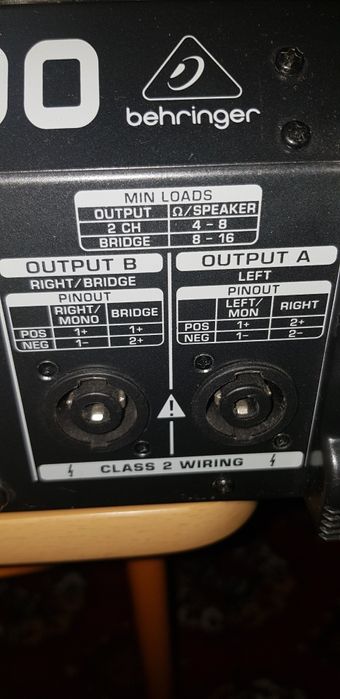 00
behringer
MIN LOADS
OUTPUT Ω/SPEAKER
2 CH 4 - 8
BRIDGE 8 - 16
OUTPUT B
RIGHT/BRIDGE
PINOUT
RIGHT/
MONO BRIDGE
POS 1+ 1+
NEG 1- 2+
OUTPUT A
LEFT
PINOUT
LEFT/
MON RIGHT
POS 1+ 2+
NEG 1- 2-
CLASS 2 WIRING